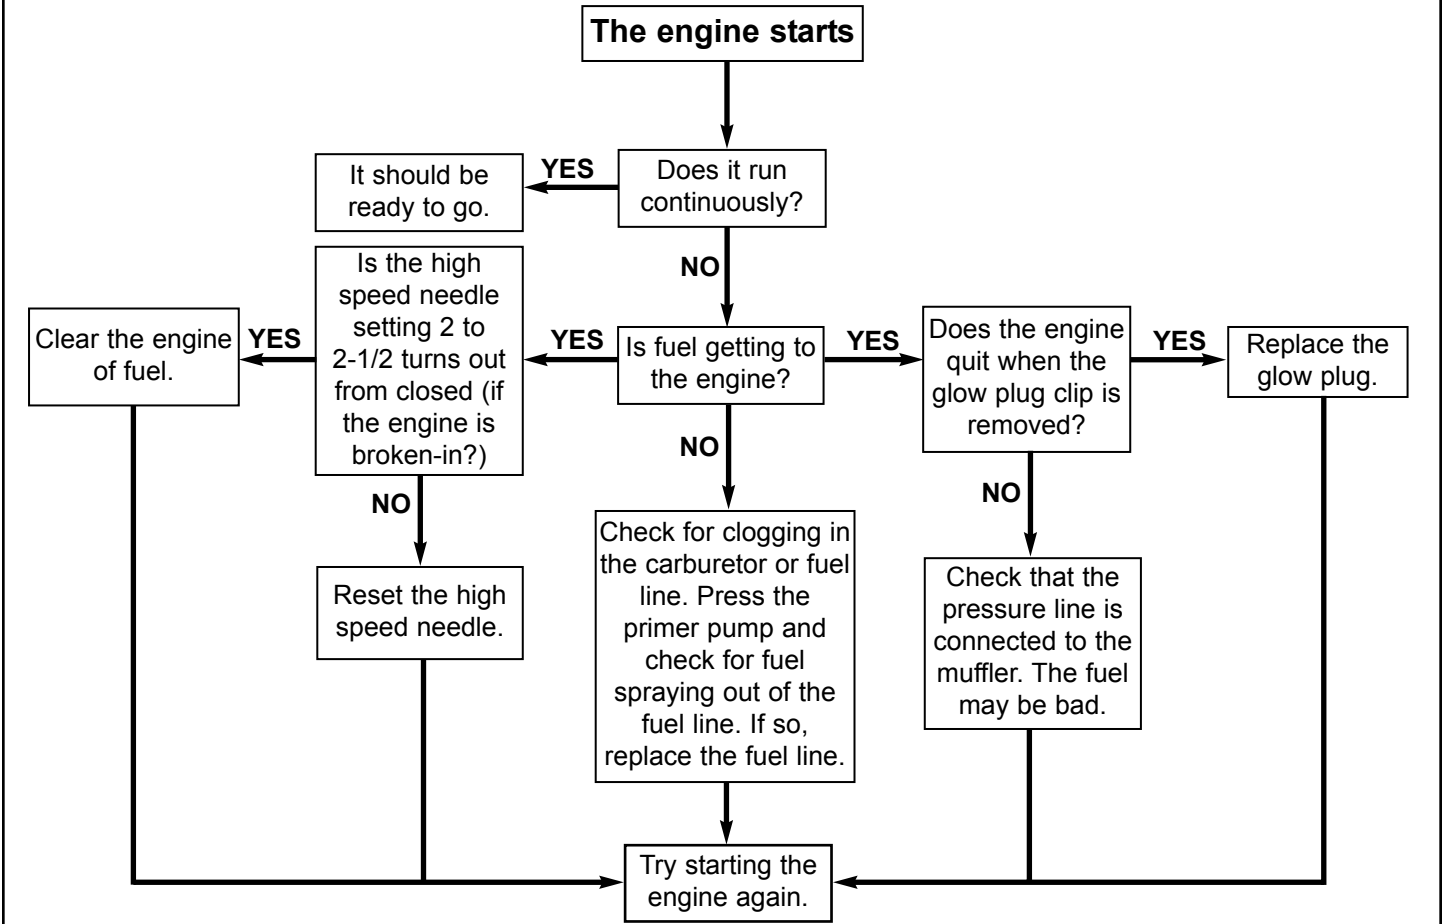 The engine starts
Does it run
continuously?
YES
It should be
ready to go.
NO
Is fuel getting to
the engine?
YES
Is the high
speed needle
setting 2 to
2-1/2 turns out
from closed (if
the engine is
broken-in?)
YES
Clear the engine
of fuel.
NO
Reset the high
speed needle.
NO
Check for clogging in
the carburetor or fuel
line. Press the
primer pump and
check for fuel
spraying out of the
fuel line. If so,
replace the fuel line.
YES
Does the engine
quit when the
glow plug clip is
removed?
YES
Replace the
glow plug.
NO
Check that the
pressure line is
connected to the
muffler. The fuel
may be bad.
Try starting the
engine again.